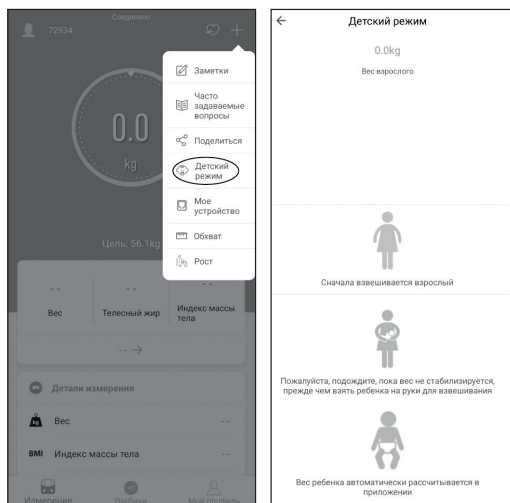 Соединено
72934
0.0
kg
Цель: 56.1kg
Заметки
Часто
задаваемые
вопросы
Поделиться
Детский
режим
Мое
устройство
Обхват
Рост
-- -- --
Вес Телесный жир Индекс массы
тела
--
Детали измерения
KG Вес --
BMI Индекс массы тела --
Измерение Графики Мой профиль
Детский режим
0.0kg
Вес взрослого
Сначала взвешивается взрослый
Пожалуйста, подождите, пока вес не стабилизируется,
прежде чем взять ребенка на руки для взвешивания
Вес ребенка автоматически рассчитывается в
приложении